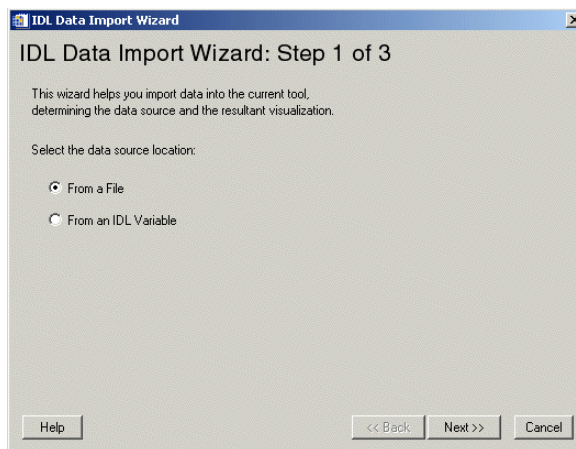 IDL Data Import Wizard
IDL Data Import Wizard: Step 1 of 3
This wizard helps you import data into the current tool,
determining the data source and the resultant visualization.
Select the data source location:
From a File
From an IDL Variable
Help
<< Back
Next >>
Cancel